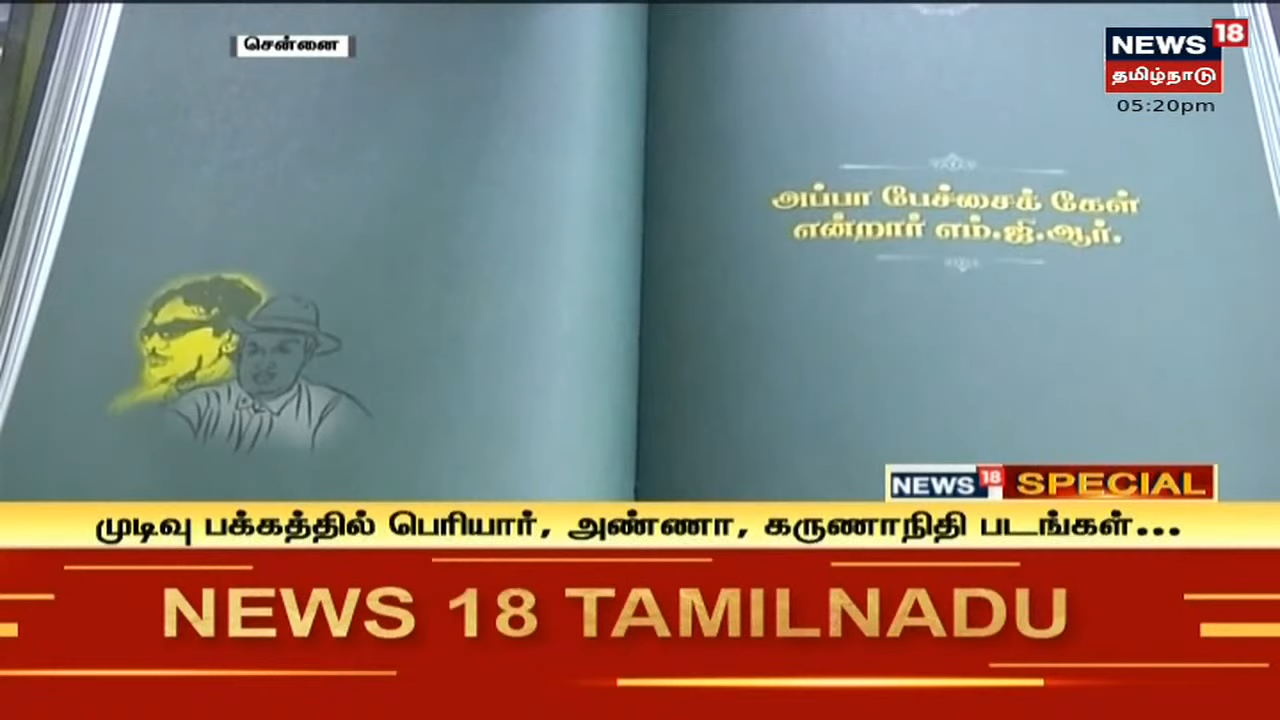 சென்னை
NEWS 18
தமிழ்நாடு
05:20pm
அப்பா பேச்சைக் கேள்
என்றார் எம்.ஜி.ஆர்.
NEWS 18 SPECIAL
முடிவு பக்கத்தில் பெரியார், அண்ணா, கருணாநிதி படங்கள்...
NEWS 18 TAMILNADU